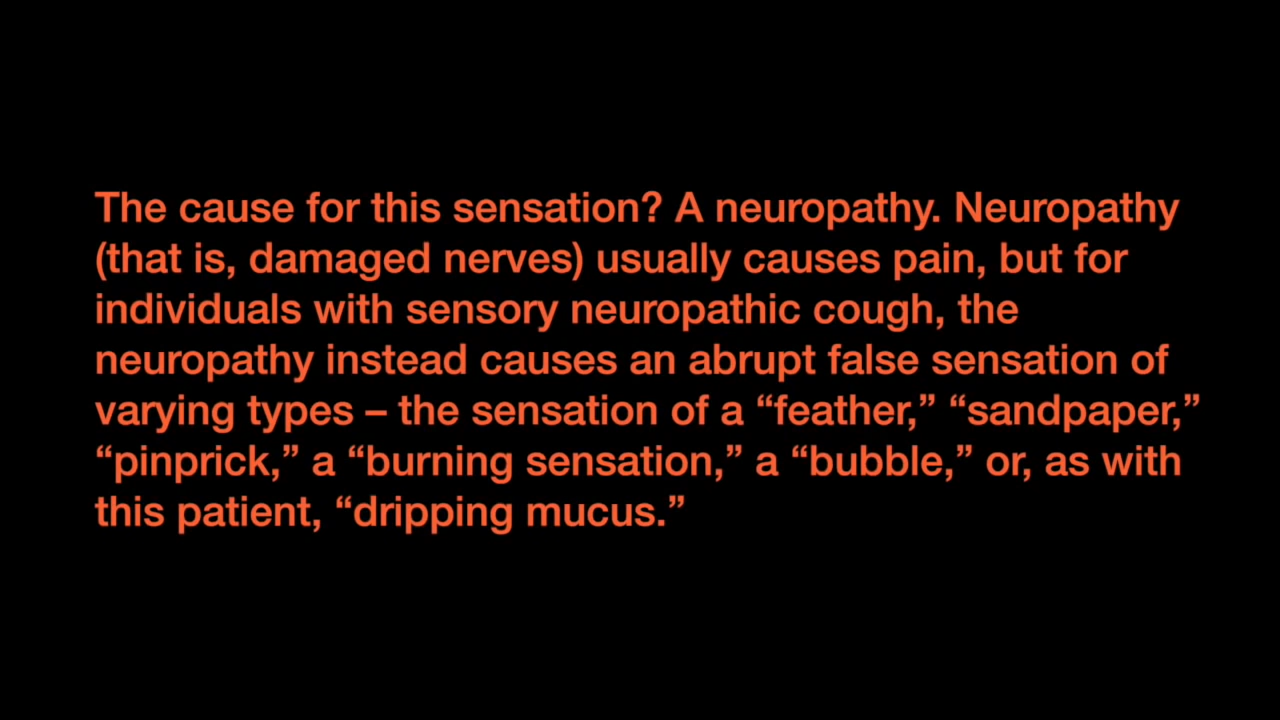 The cause for this sensation? A neuropathy. Neuropathy
(that is, damaged nerves) usually causes pain, but for
individuals with sensory neuropathic cough, the
neuropathy instead causes an abrupt false sensation of
varying types – the sensation of a “feather,” “sandpaper,”
“pinprick,” a “burning sensation,” a “bubble,” or, as with
this patient, “dripping mucus.”